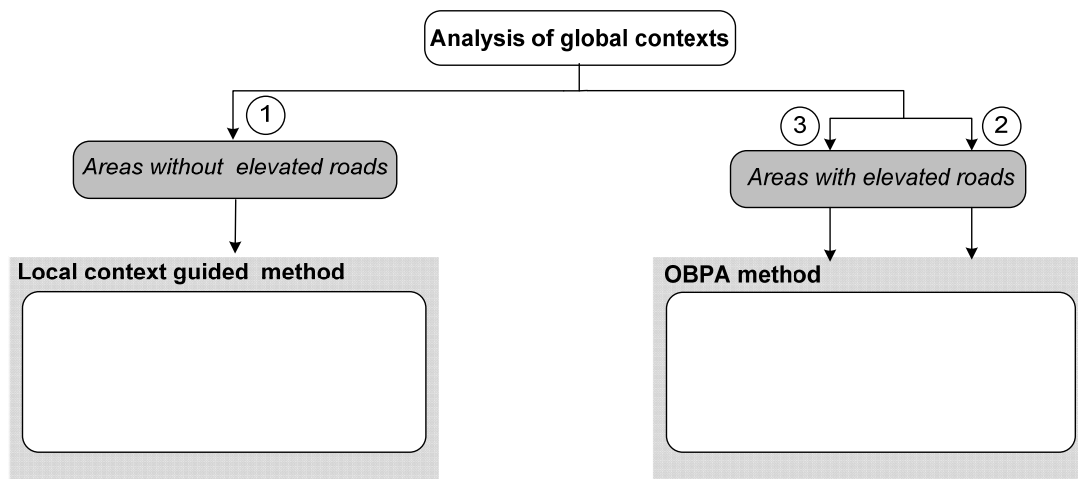 Analysis of global contexts
1
3
2
Areas without elevated roads
Areas with elevated roads
Local context guided method
OBPA method